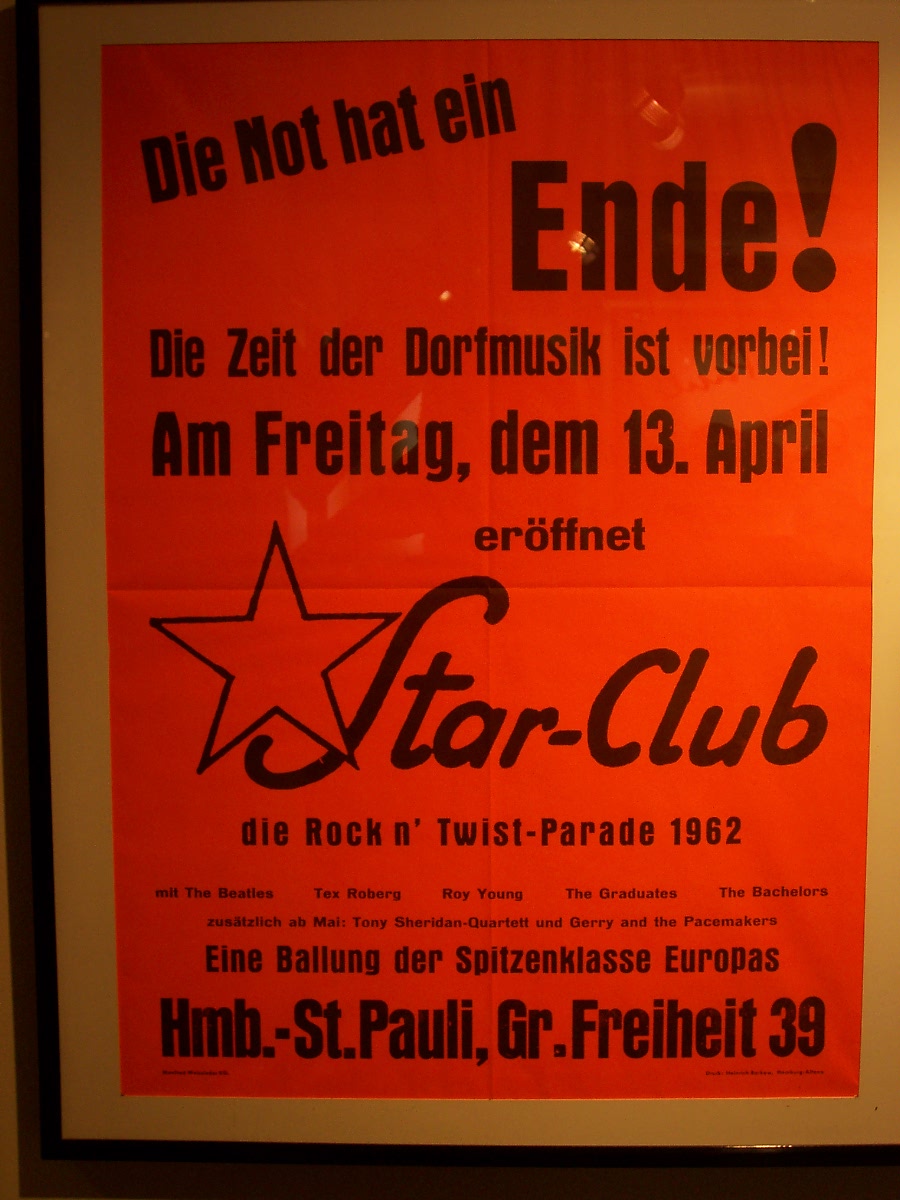 Die Not hat ein
Ende!
Die Zeit der Dorfmusik ist vorbei!
Am Freitag, dem 13. April
eröffnet
Star-Club
die Rock n' Twist-Parade 1962
mit The Beatles Tex Roberg Roy Young The Graduates The Bachelors
zusätzlich ab Mai: Tony Sheridan-Quartett und Gerry and the Pacemakers
Eine Ballung der Spitzenklasse Europas
Hmb.-St. Pauli, Gr. Freiheit 39